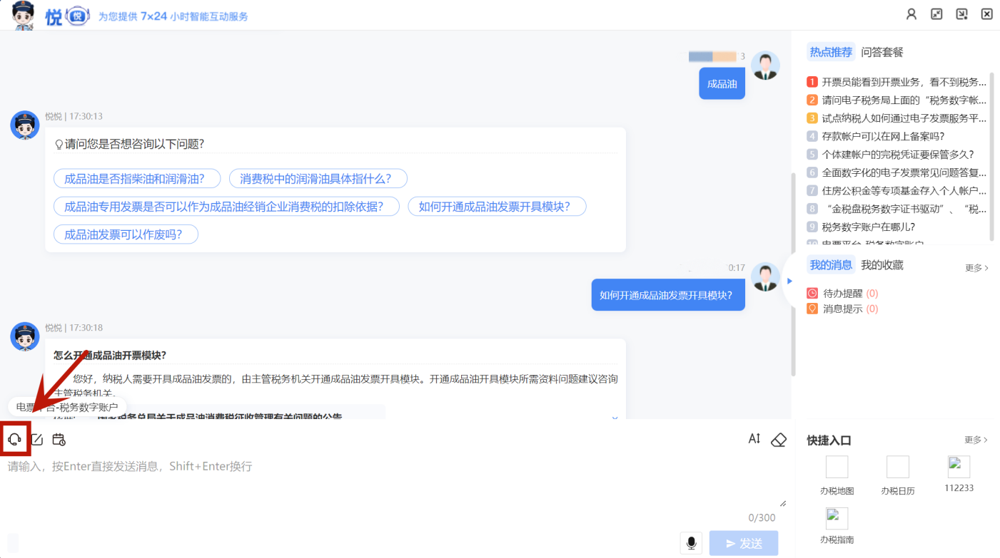 悦 悦 为您提供 7×24 小时智能互动服务
3
成品油
悦悦 | 17:30:13
请问您是否想咨询以下问题?
成品油是否指柴油和润滑油?
消费税中的润滑油具体指什么?
成品油专用发票是否可以作为成品油经销企业消费税的扣除依据?
如何开通成品油发票开具模块?
成品油发票可以作废吗?
0:17
如何开通成品油发票开具模块?
悦悦 | 17:30:18
怎么开通成品油开票模块?
您好，纳税人需要开具成品油发票的，由主管税务机关开通成品油发票开具模块。开通成品油开具模块所需资料问题建议咨询
主管税务机关。
国家税务总局关于成品油消费税征收管理有关问题的公告
电票平台-税务数字账户
请输入，按Enter直接发送消息，Shift+Enter换行
0/300
发送
热点推荐 问答套餐
1 开票员能看到开票业务，看不到税务...
2 请问电子税务局上面的“税务数字帐...
3 试点纳税人如何通过电子发票服务平...
4 存款帐户可以在网上备案吗?
5 个体建帐户的完税凭证要保管多久?
6 全面数字化的电子发票常见问题答复...
7 住房公积金等专项基金存入个人帐户...
8 “金税盘税务数字证书驱动”、“税...
9 税务数字账户在哪儿?
10 电票平台-税务数字账户
我的消息 我的收藏 更多 >
待办提醒 (0)
消息提示 (0)
快捷入口 更多 >
办税地图
办税日历
112233
办税指南